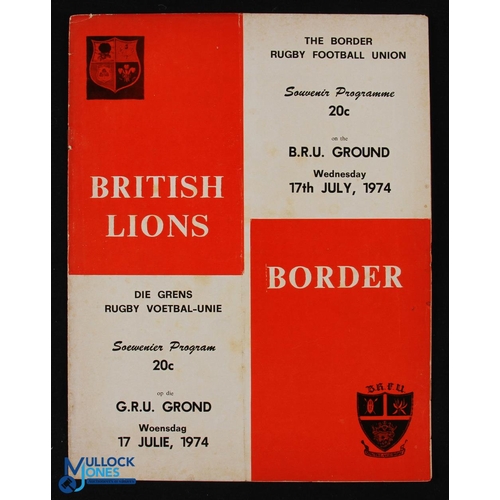 THE BORDER
RUGBY FOOTBALL UNION
Souvenir Programme
20c
on the
B.R.U. GROUND
Wednesday
17th JULY, 1974
BRITISH
LIONS
BORDER
DIE GRENS
RUGBY VOETBAL-UNIE
Soewenier Program
20c
op die
G.R.U. GROND
Woensdag
17 JULIE, 1974
B.R.F.U.
MULLOCK
JONES